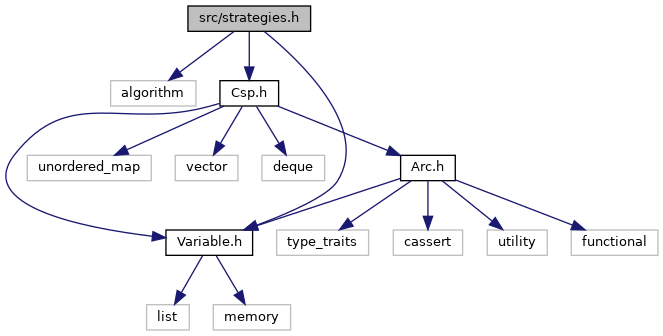 src/strategies.h
algorithm
Csp.h
unordered_map
vector
deque
Arc.h
Variable.h
type_traits
cassert
utility
functional
list
memory